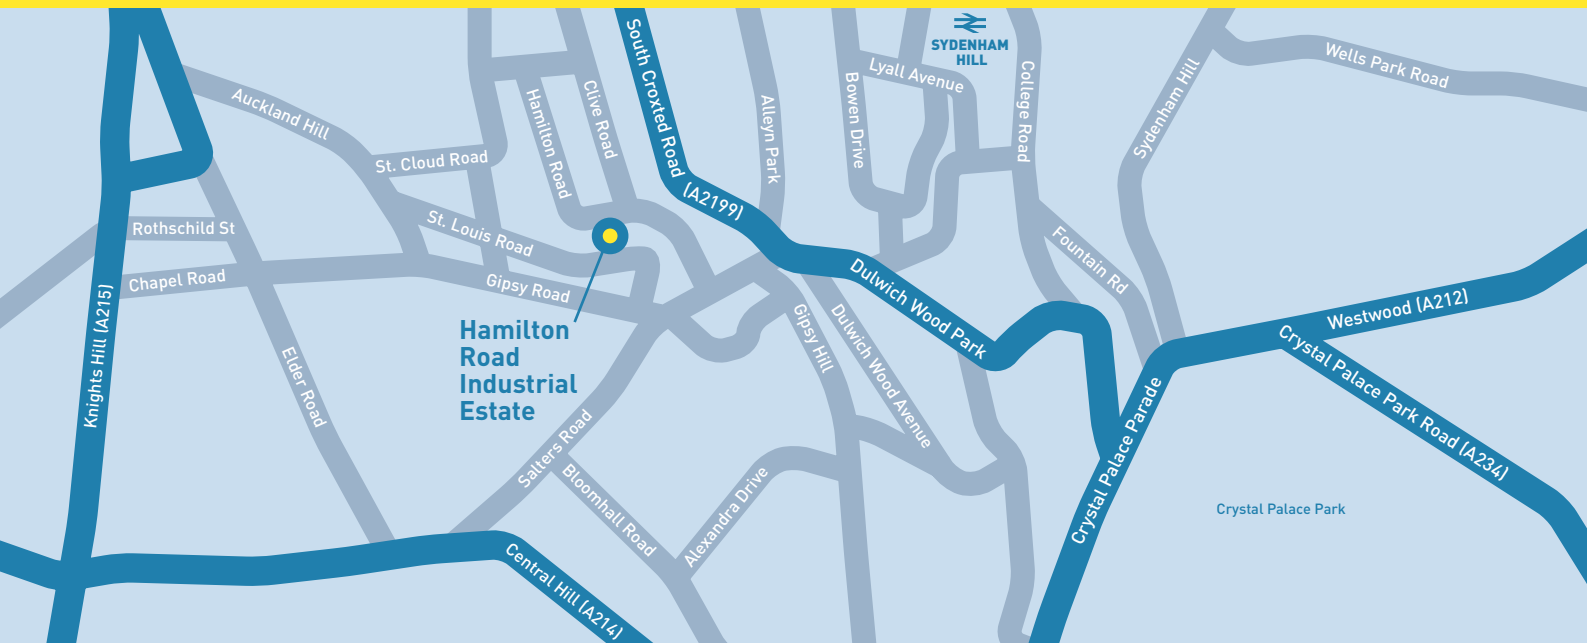 SYDENHAM
HILL
South Croxted Road
(A2199)
Wells Park Road
Lyall Avenue
College Road
Sydenham Hill
Bowen Drive
Alleyn Park
Clive Road
Hamilton Road
Auckland Hill
St. Cloud Road
St. Louis Road
Rothschild St
Chapel Road
Gipsy Road
Fountain Rd
Dulwich Wood Park
Knights Hill (A215)
Elder Road
Hamilton
Road
Industrial
Estate
Gipsy Hill
Dulwich Wood Avenue
Westwood (A212)
Crystal Palace Park Road (A234)
Crystal Palace Parade
Salters Road
Bloomhall Road
Alexandra Drive
Crystal Palace Park
Central Hill (A214)